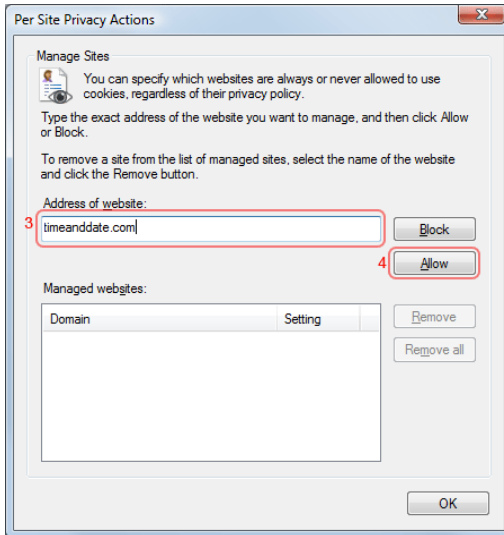 Per Site Privacy Actions
Manage Sites
You can specify which websites are always or never allowed to use
cookies, regardless of their privacy policy.
Type the exact address of the website you want to manage, and then click Allow
or Block.
To remove a site from the list of managed sites, select the name of the website
and click the Remove button.
Address of website:
3 timeanddate.com Block
4 Allow
Managed websites:
Domain Setting Remove
Remove all
OK